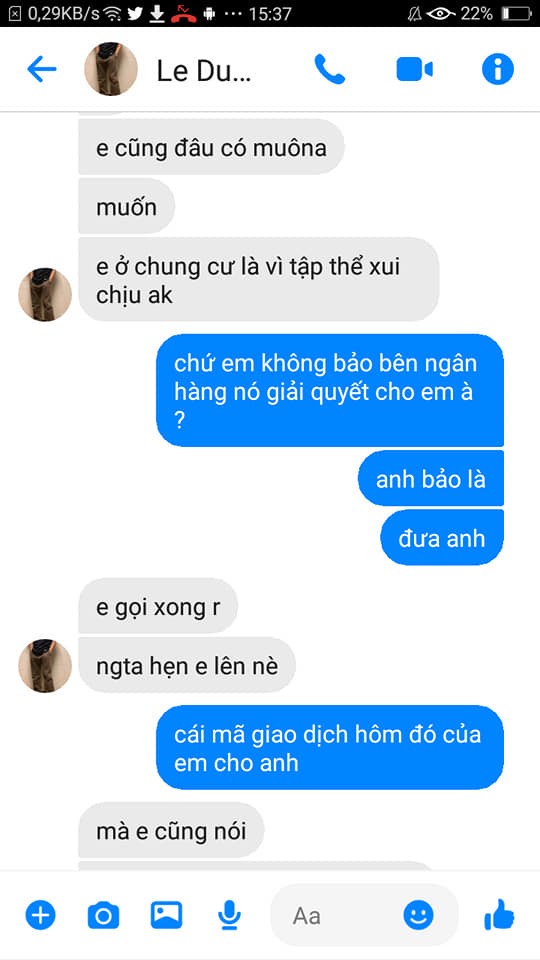 0,29KB/s ... 15:37 22%
Le Du...
e cũng đâu có muôna
muốn
e ở chung cư là vì tập thể xui
chịu ak
chứ em không bảo bên ngân
hàng nó giải quyết cho em à
?
anh bảo là
đưa anh
e gọi xong r
ngta hẹn e lên nè
cái mã giao dịch hôm đó của
em cho anh
mà e cũng nói
Aa